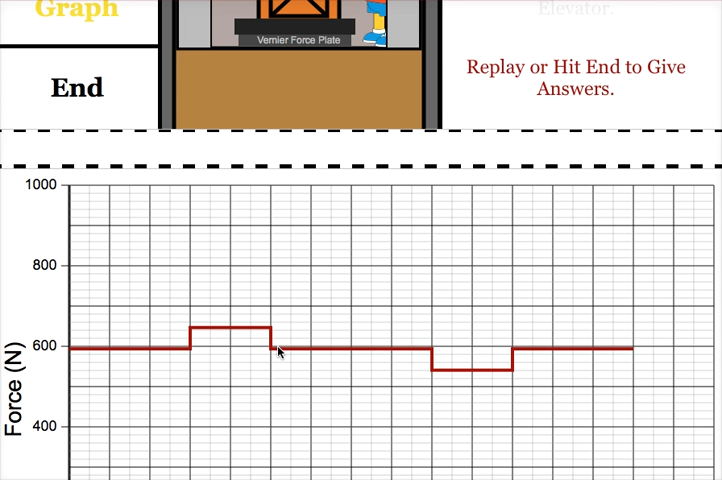 Graph
Elevator.
Vernier Force Plate
Replay or Hit End to Give
Answers.
End
1000
800
600
400
Force (N)